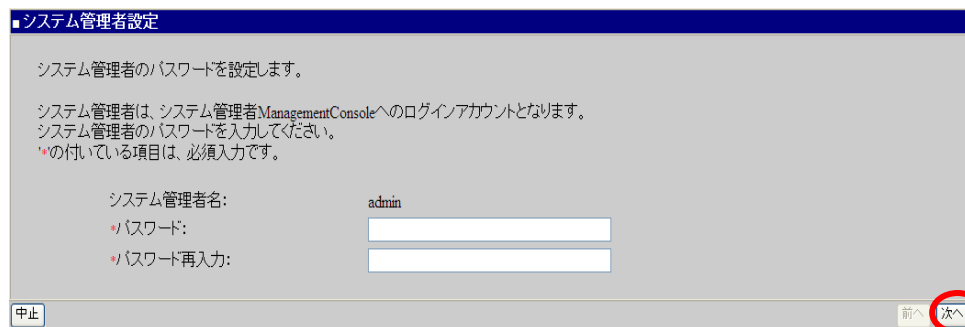 ■システム管理者設定
システム管理者のパスワードを設定します。
システム管理者は、システム管理者ManagementConsoleへのログインアカウントとなります。
システム管理者のパスワードを入力してください。
'*'の付いている項目は、必須入力です。
システム管理者名: admin
*パスワード:
*パスワード再入力:
中止 前へ 次へ